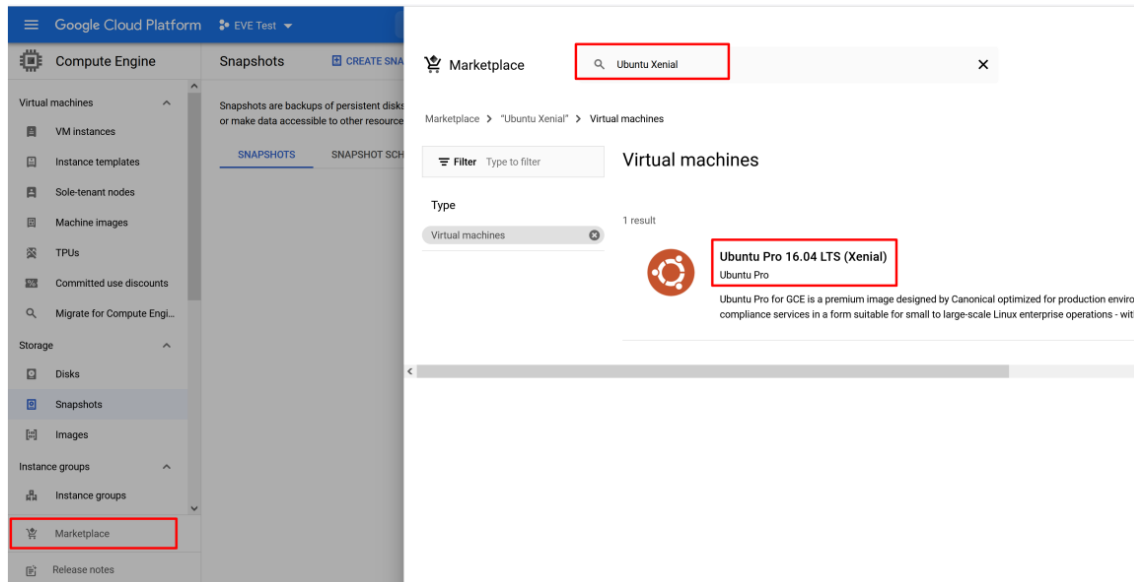 Google Cloud Platform
EVE Test
Compute Engine
Virtual machines
VM instances
Instance templates
Sole-tenant nodes
Machine images
TPUs
Committed use discounts
Migrate for Compute Engi...
Storage
Disks
Snapshots
Images
Instance groups
Instance groups
Marketplace
Release notes
Snapshots
CREATE SNA
Snapshots are backups of persistent disks
or make data accessible to other resource
SNAPSHOTS
SNAPSHOT SCH
Marketplace
Ubuntu Xenial
Marketplace > "Ubuntu Xenial" > Virtual machines
Filter Type to filter
Type
Virtual machines
Virtual machines
1 result
Ubuntu Pro 16.04 LTS (Xenial)
Ubuntu Pro
Ubuntu Pro for GCE is a premium image designed by Canonical optimized for production enviro
compliance services in a form suitable for small to large-scale Linux enterprise operations - wit